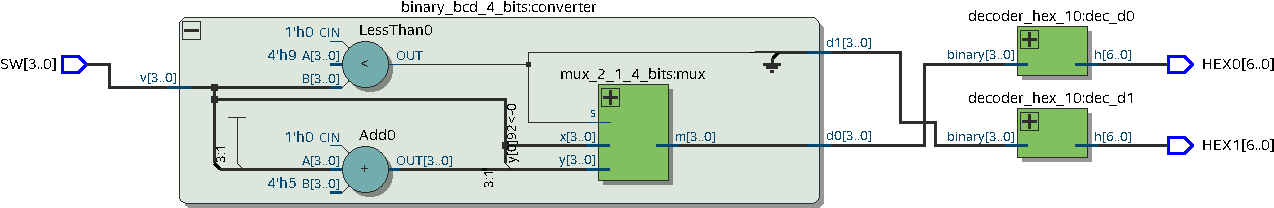 binary_bcd_4_bits:converter
SW[3..0]
v[3..0]
LessThan0
1'h0 CIN
4'h9 A[3..0]
B[3..0]
<
OUT
Add0
1'h0 CIN
A[3..0]
4'h5 B[3..0]
+
OUT[3..0]
3:1
3:1
mux_2_1_4_bits:mux
s
x[3..0]
y[3..0]
m[3..0]
d1[3..0]
d0[3..0]
decoder_hex_10:dec_d0
binary[3..0]
h[6..0]
HEX0[6..0]
decoder_hex_10:dec_d1
binary[3..0]
h[6..0]
HEX1[6..0]